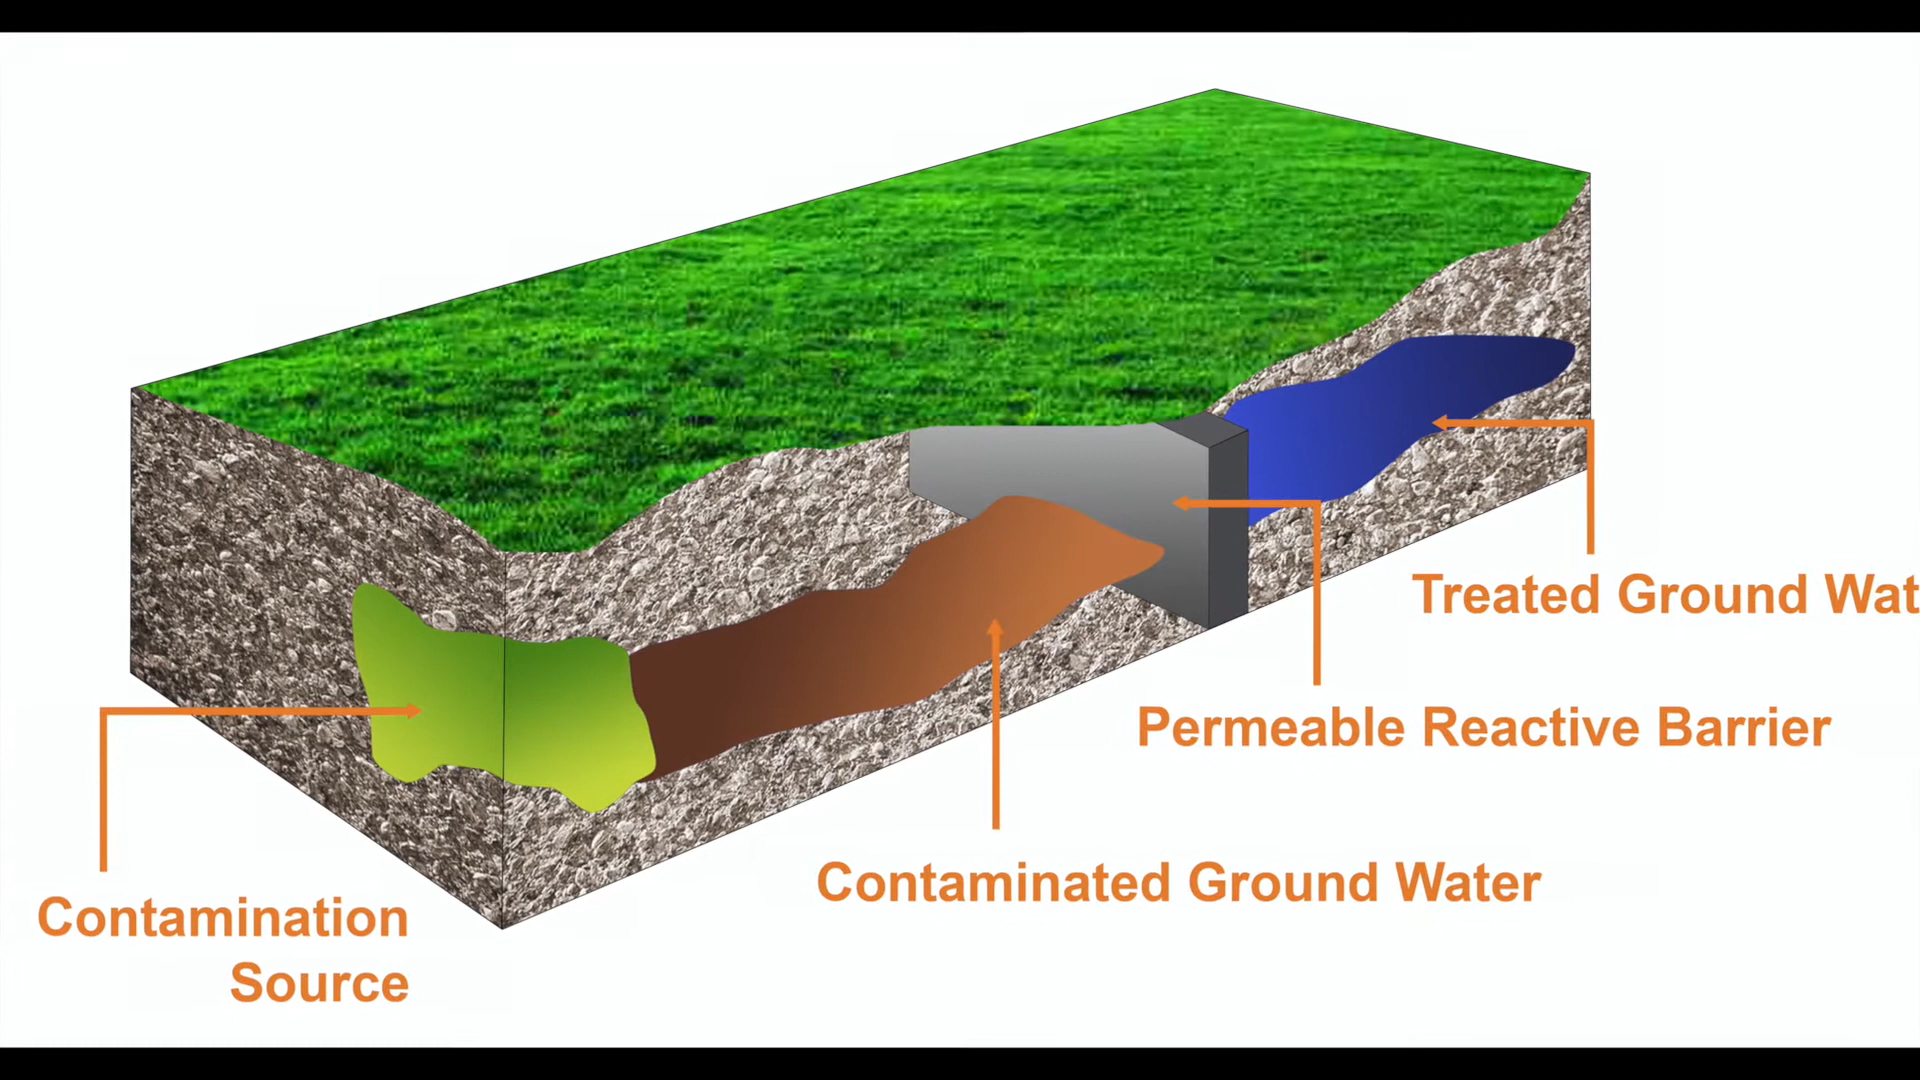 Treated Ground Wat
Permeable Reactive Barrier
Contaminated Ground Water
Contamination
Source